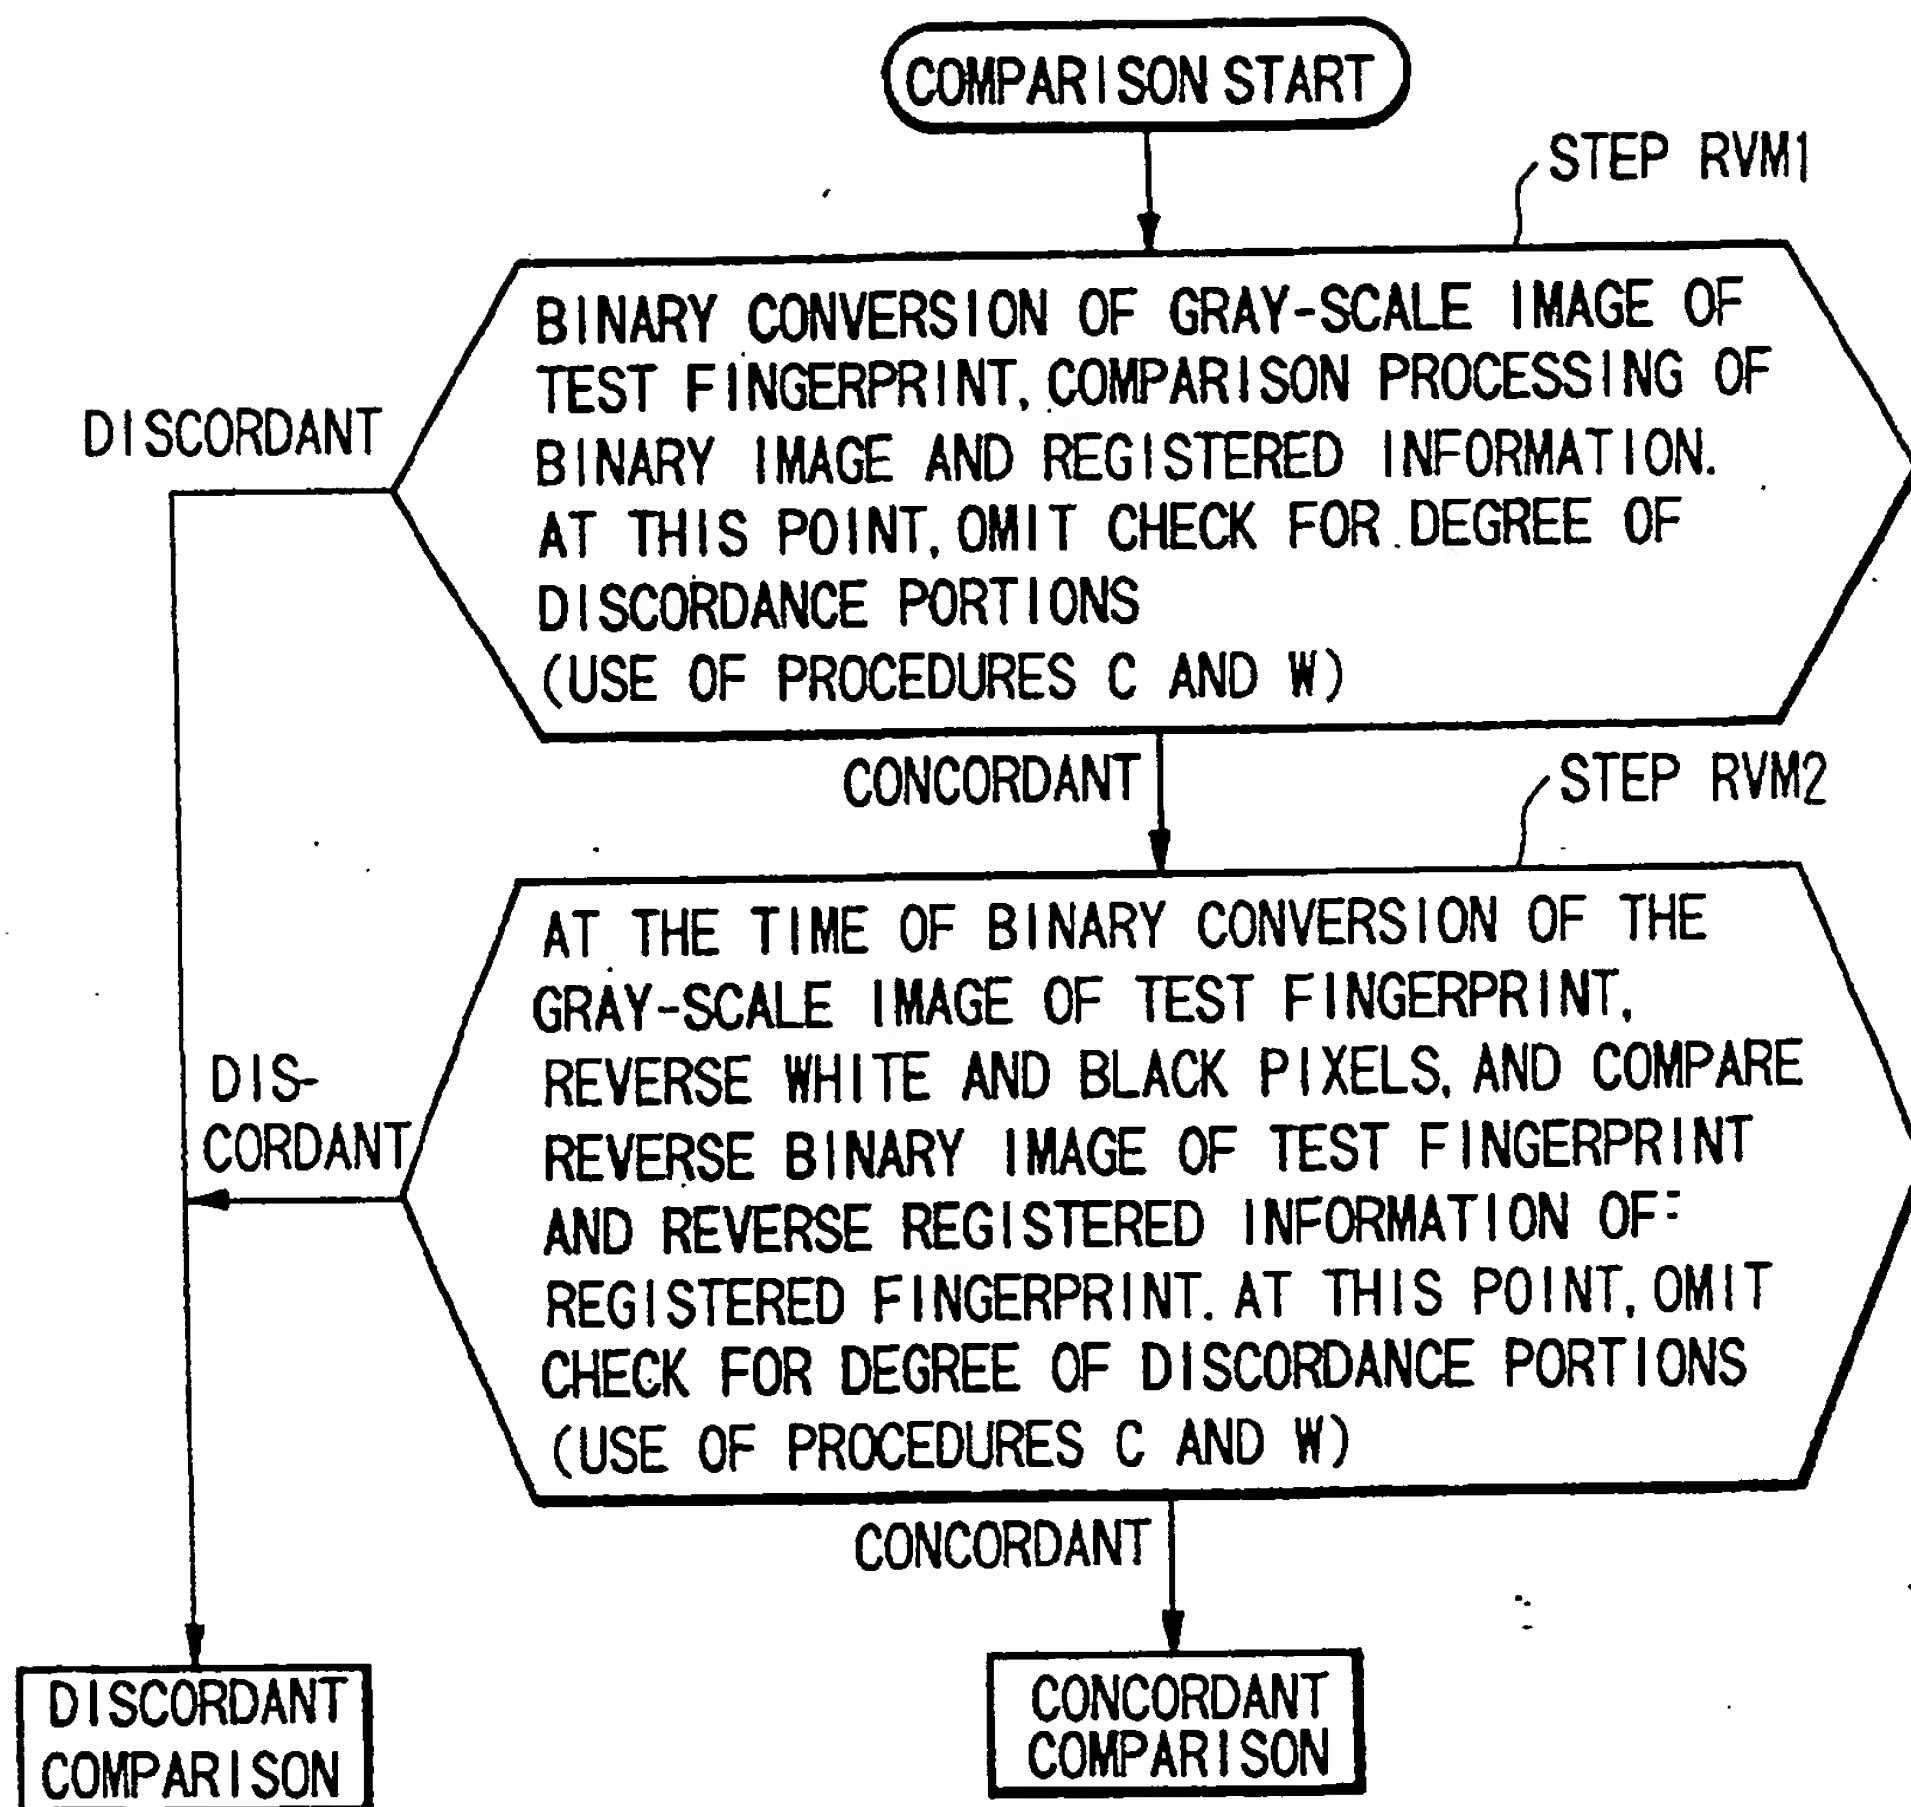 COMPARISON START
STEP RVM1
BINARY CONVERSION OF GRAY-SCALE IMAGE OF
TEST FINGERPRINT, COMPARISON PROCESSING OF
BINARY IMAGE AND REGISTERED INFORMATION.
AT THIS POINT, OMIT CHECK FOR DEGREE OF
DISCORDANCE PORTIONS
(USE OF PROCEDURES C AND W)
DISCORDANT
CONCORDANT
STEP RVM2
AT THE TIME OF BINARY CONVERSION OF THE
GRAY-SCALE IMAGE OF TEST FINGERPRINT,
REVERSE WHITE AND BLACK PIXELS, AND COMPARE
REVERSE BINARY IMAGE OF TEST FINGERPRINT
AND REVERSE REGISTERED INFORMATION OF
REGISTERED FINGERPRINT. AT THIS POINT, OMIT
CHECK FOR DEGREE OF DISCORDANCE PORTIONS
(USE OF PROCEDURES C AND W)
DIS-
CORDANT
CONCORDANT
DISCORDANT
COMPARISON
CONCORDANT
COMPARISON